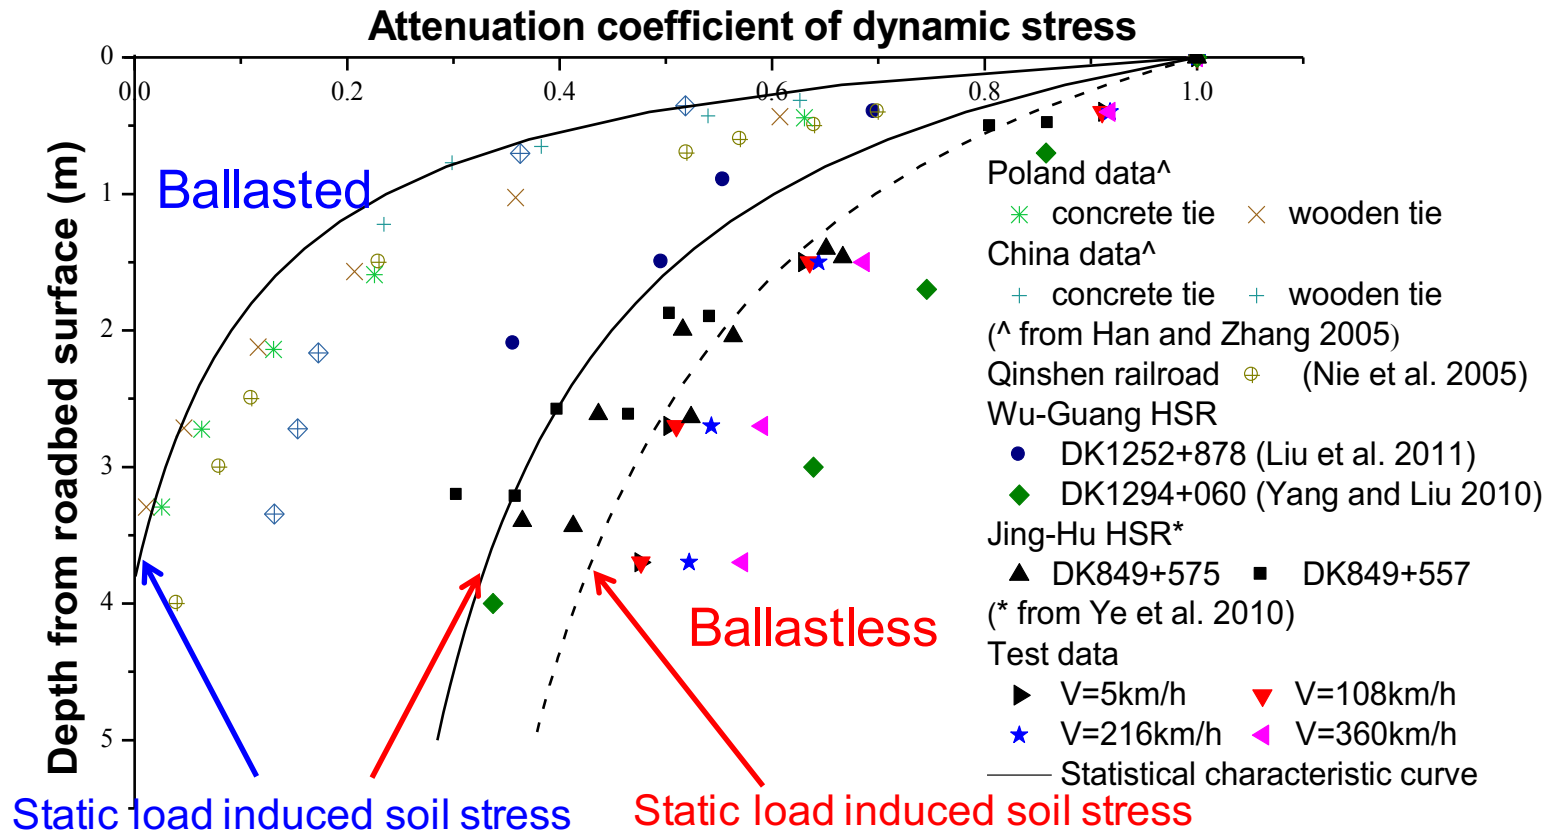 Attenuation coefficient of dynamic stress
0.0 0.2 0.4 0.6 0.8 1.0
0
1
2
3
4
5
Depth from roadbed surface (m)
Ballasted
Ballastless
Poland data^
concrete tie wooden tie
China data^
concrete tie wooden tie
(^ from Han and Zhang 2005)
Qinshen railroad (Nie et al. 2005)
Wu-Guang HSR
DK1252+878 (Liu et al. 2011)
DK1294+060 (Yang and Liu 2010)
Jing-Hu HSR*
DK849+575 DK849+557
(* from Ye et al. 2010)
Test data
V=5km/h V=108km/h
V=216km/h V=360km/h
Statistical characteristic curve
Static load induced soil stress
Static load induced soil stress